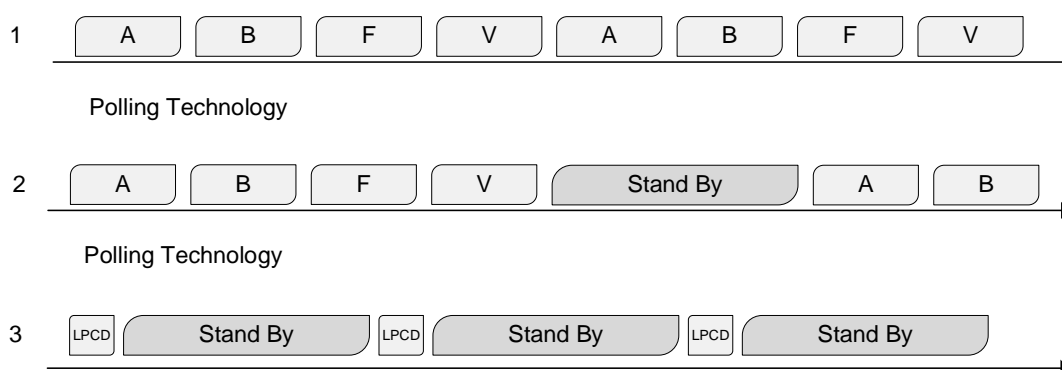 1 A B F V A B F V
Polling Technology
2 A B F V Stand By A B
Polling Technology
3 LPCD Stand By LPCD Stand By LPCD Stand By